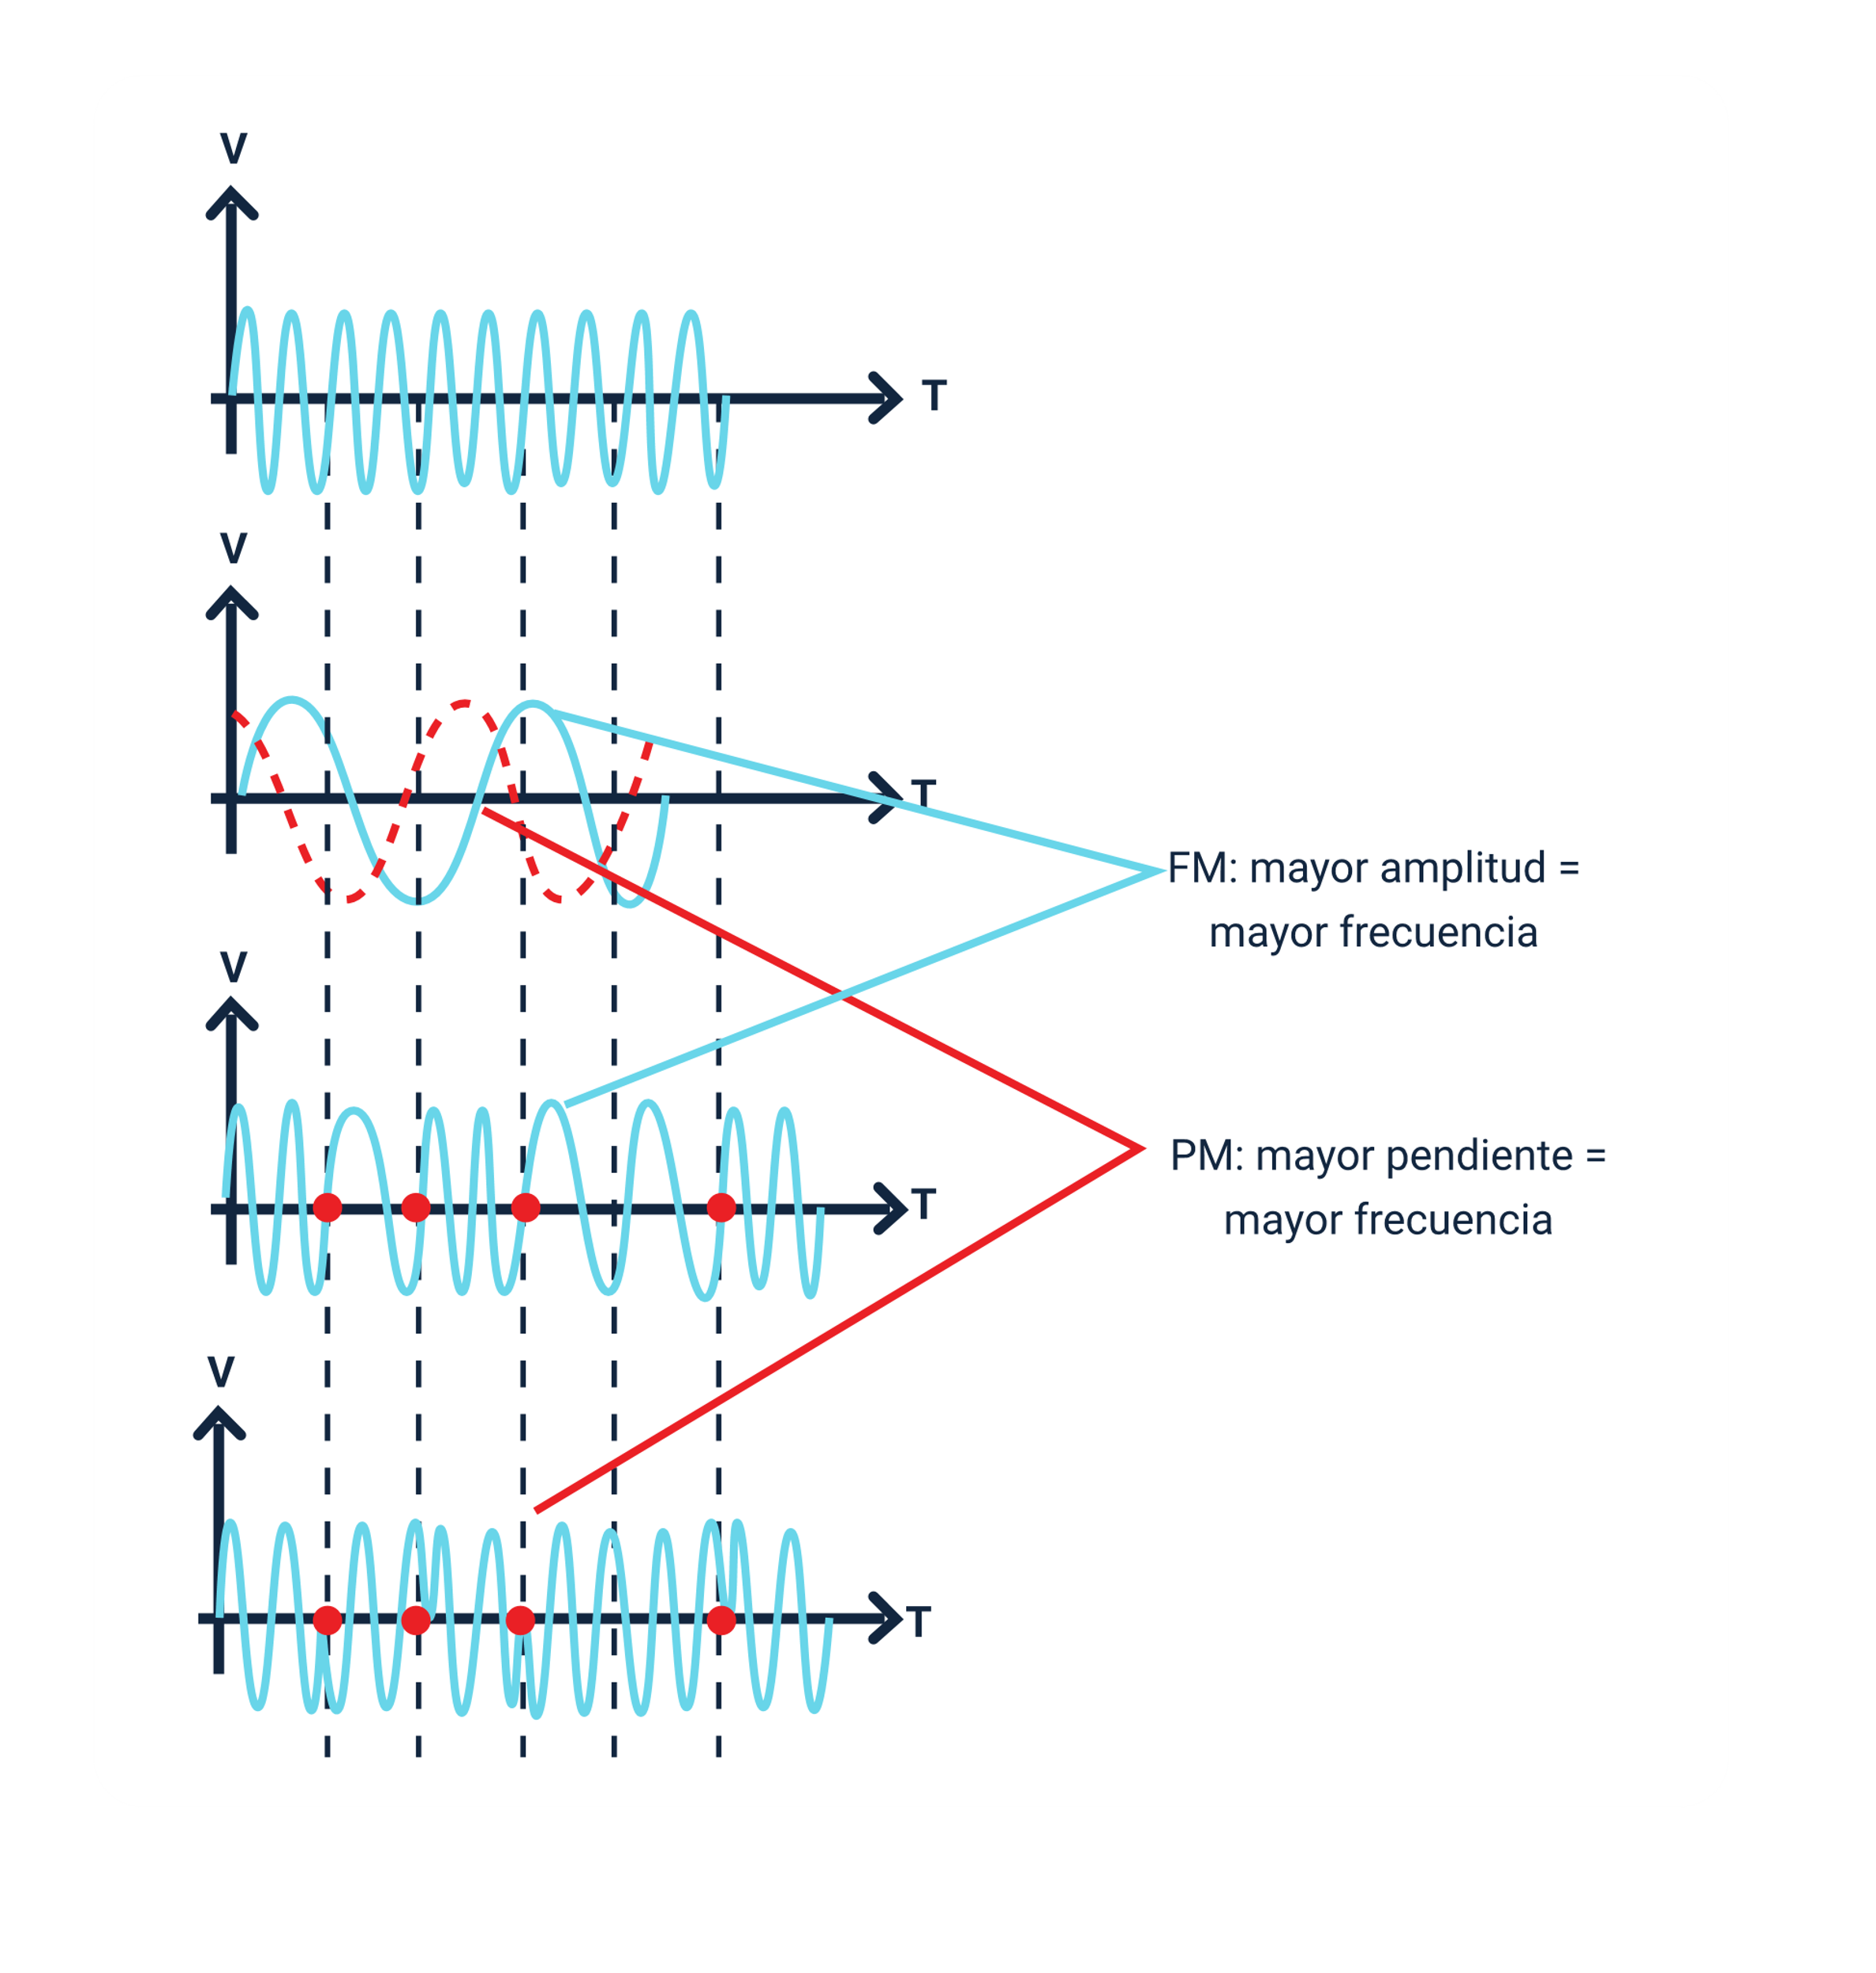 V
T
V
T
FM: mayor amplitud =
mayor frecuencia
V
PM: mayor pendiente =
T
mayor frecuencia
V
T